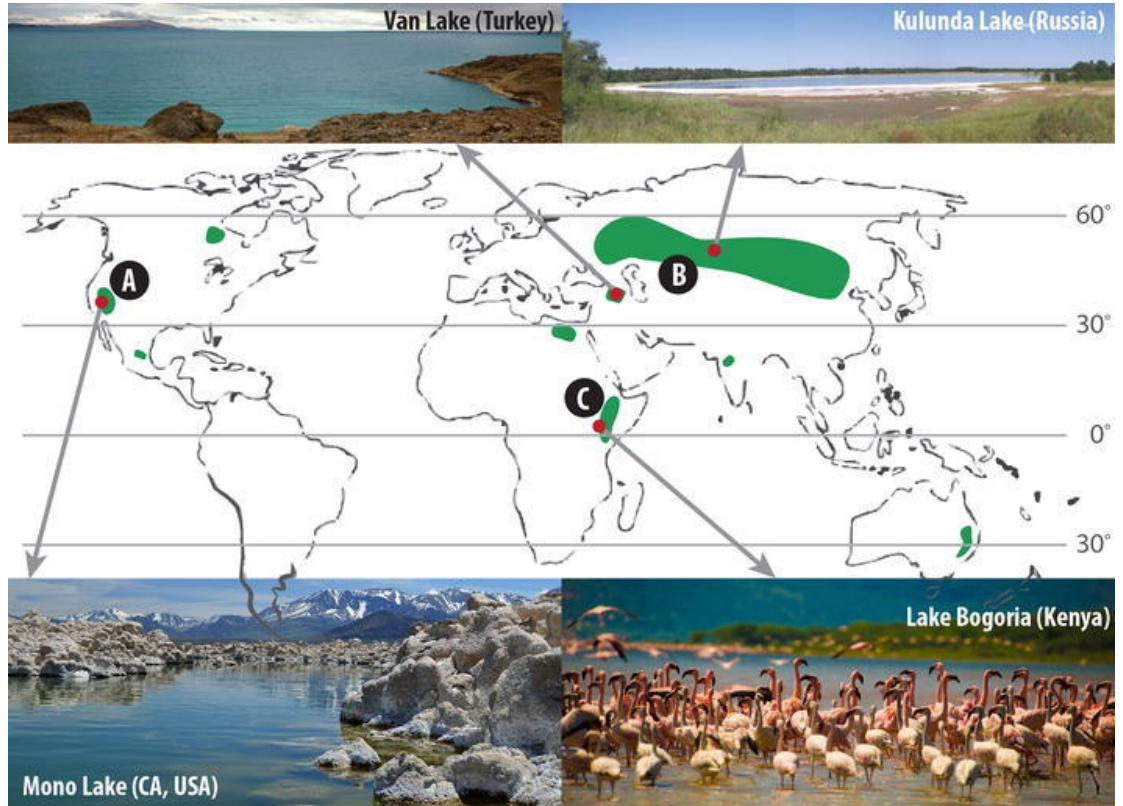 Van Lake (Turkey)
Kulunda Lake (Russia)
60°
A
B
30°
C
0°
30°
Lake Bogoria (Kenya)
Mono Lake (CA, USA)